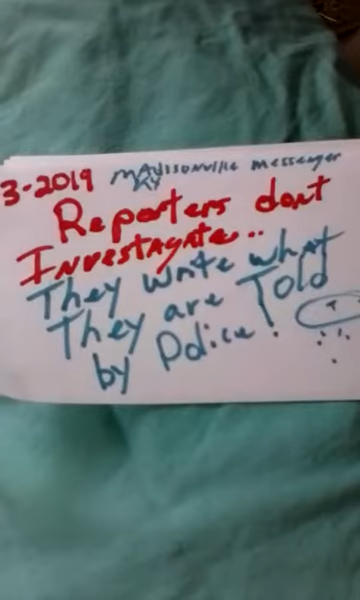 3-2019 MADisonville messenger
KY
Reporters dont
Investagate..
They write what
They are Told
by Police!